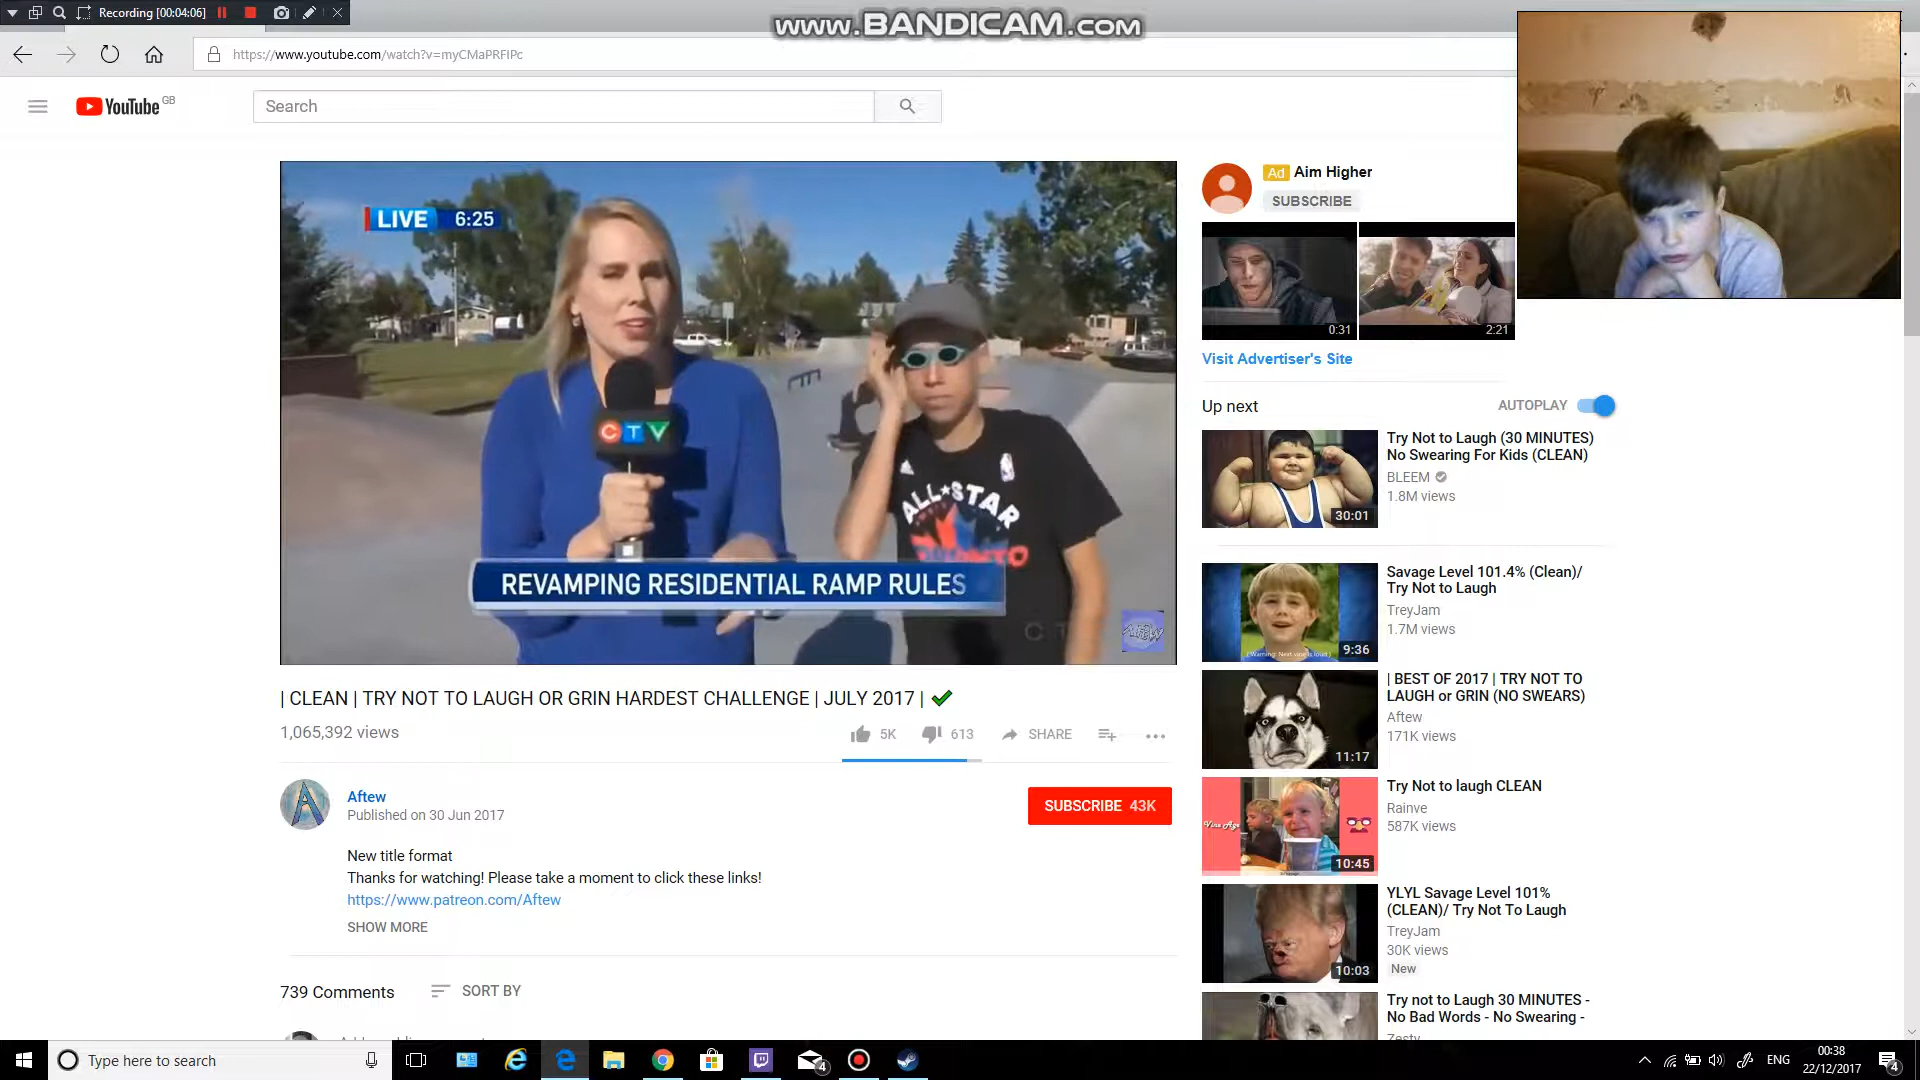 Recording [00:04:06]
www.BANDICAM.com
https://www.youtube.com/watch?v=myCMaPRFIPc
YouTube GB
Search
LIVE 6:25
CTV
ALL★STAR
TORONTO
REVAMPING RESIDENTIAL RAMP RULES
| CLEAN | TRY NOT TO LAUGH OR GRIN HARDEST CHALLENGE | JULY 2017 | ✔
1,065,392 views
5K 613 SHARE
Aftew
Published on 30 Jun 2017
SUBSCRIBE 43K
New title format
Thanks for watching! Please take a moment to click these links!
https://www.patreon.com/Aftew
SHOW MORE
739 Comments SORT BY
Ad Aim Higher
SUBSCRIBE
0:31 2:21
Visit Advertiser's Site
Up next AUTOPLAY
Try Not to Laugh (30 MINUTES)
No Swearing For Kids (CLEAN)
BLEEM
1.8M views
30:01
Savage Level 101.4% (Clean)/
Try Not to Laugh
TreyJam
1.7M views
9:36
| BEST OF 2017 | TRY NOT TO
LAUGH or GRIN (NO SWEARS)
Aftew
171K views
11:17
Try Not to laugh CLEAN
Rainve
587K views
10:45
YLYL Savage Level 101%
(CLEAN)/ Try Not To Laugh
TreyJam
30K views
New
10:03
Try not to Laugh 30 MINUTES -
No Bad Words - No Swearing -
Zesty
Type here to search
4
ENG
00:38
22/12/2017
4